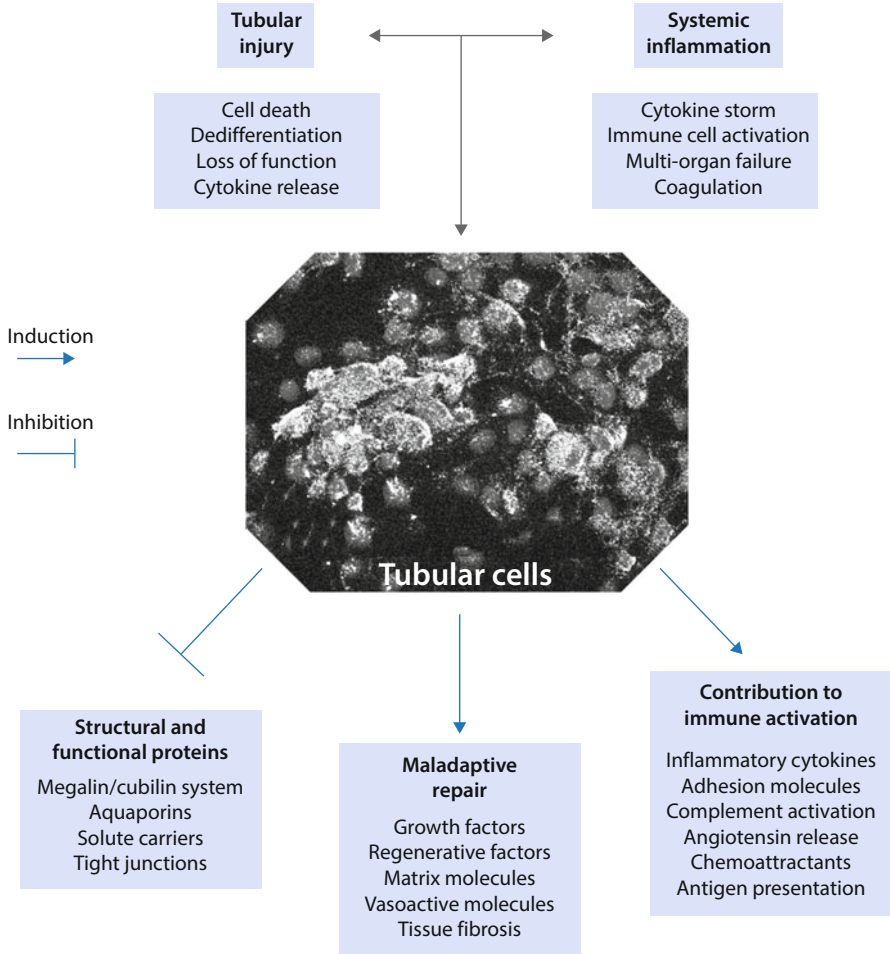 Tubular
injury
Systemic
inflammation
Cell death
Dedifferentiation
Loss of function
Cytokine release
Cytokine storm
Immune cell activation
Multi-organ failure
Coagulation
Induction
Inhibition
Tubular cells
Structural and
functional proteins
Megalin/cubilin system
Aquaporins
Solute carriers
Tight junctions
Maladaptive
repair
Growth factors
Regenerative factors
Matrix molecules
Vasoactive molecules
Tissue fibrosis
Contribution to
immune activation
Inflammatory cytokines
Adhesion molecules
Complement activation
Angiotensin release
Chemoattractants
Antigen presentation